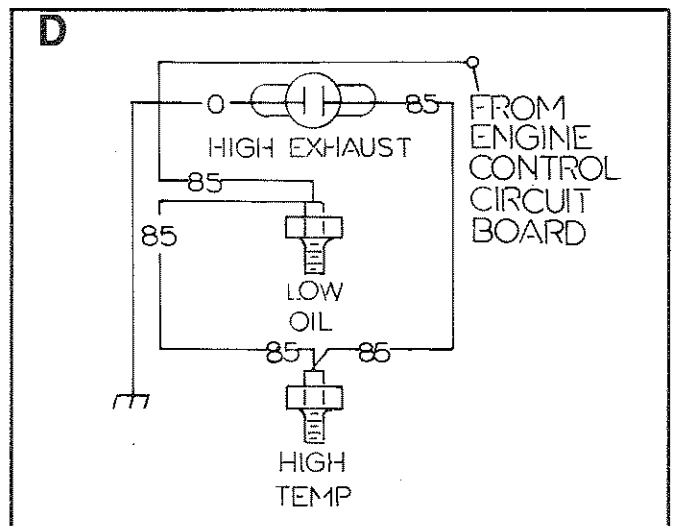 D
0
85
HIGH EXHAUST
FROM
ENGINE
CONTROL
CIRCUIT
BOARD
85
85
LOW
OIL
85
85
HIGH
TEMP